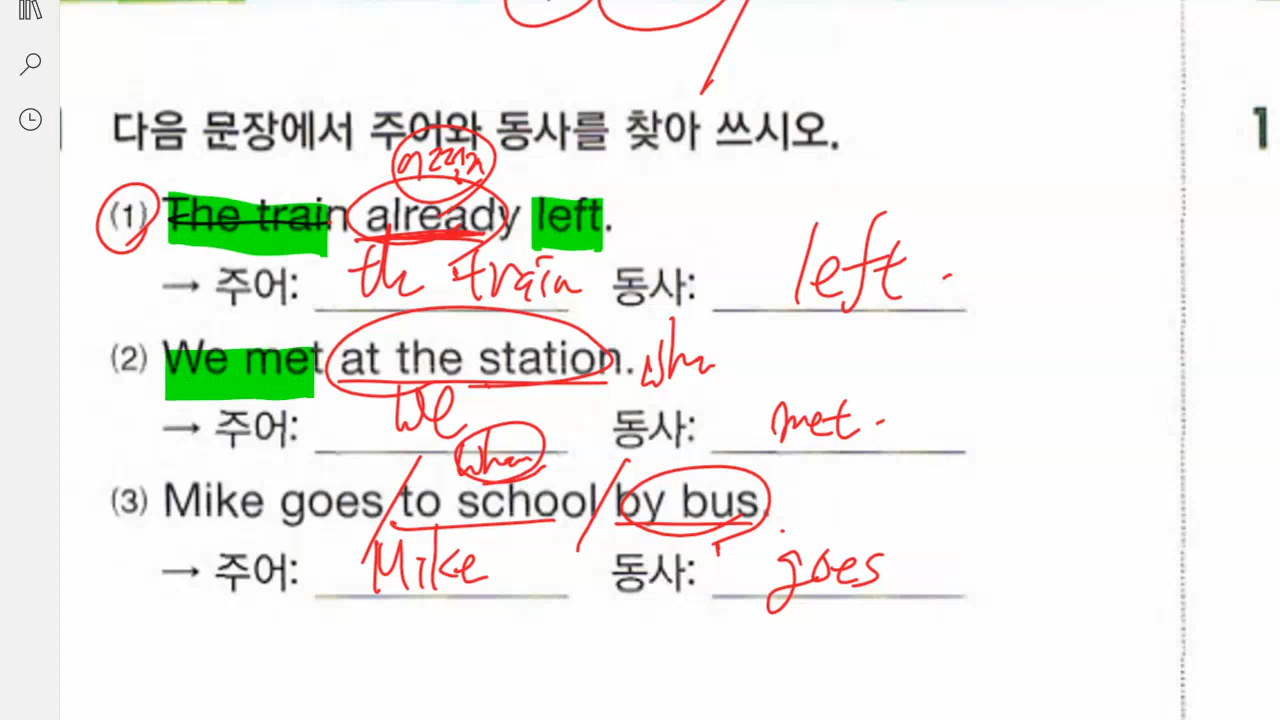 다음 문장에서 주어와 동사를 찾아 쓰시오.
1
(1) The train already left.
→ 주어: the train 동사: left.
(2) We met at the station.
→ 주어: we 동사: met.
(3) Mike goes to school by bus.
→ 주어: Mike 동사: goes